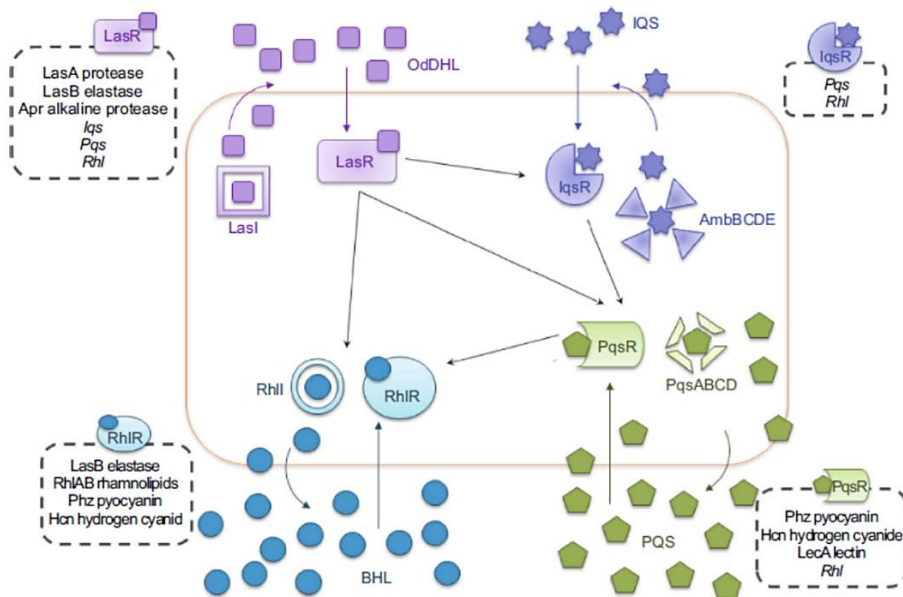 LasR
LasA protease
LasB elastase
Apr alkaline protease
Iqs
Pqs
Rhl
OdDHL
IQS
IqsR
Pqs
Rhl
LasR
LasI
IqsR
AmbBCDE
PqsR
PqsABCD
RhlI
RhlR
RhlR
LasB elastase
RhlAB rhamnolipids
Phz pyocyanin
Hcn hydrogen cyanid
BHL
PQS
PqsR
Phz pyocyanin
Hcn hydrogen cyanide
LecA lectin
Rhl